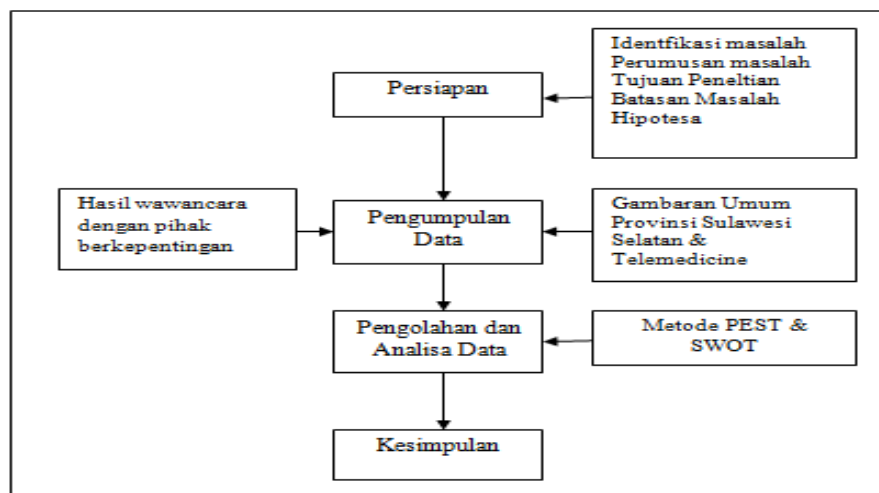 Persiapan
Identfikasi masalah
Perumusan masalah
Tujuan Peneltian
Batasan Masalah
Hipotesa
Hasil wawancara
dengan pihak
berkepentingan
Pengumpulan
Data
Gambaran Umum
Provinsi Sulawesi
Selatan &
Telemedicine
Pengolahan dan
Analisa Data
Metode PEST &
SWOT
Kesimpulan